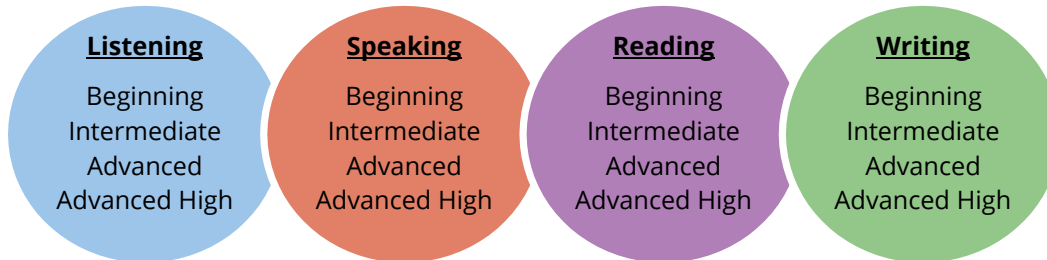 Listening
Beginning
Intermediate
Advanced
Advanced High
Speaking
Beginning
Intermediate
Advanced
Advanced High
Reading
Beginning
Intermediate
Advanced
Advanced High
Writing
Beginning
Intermediate
Advanced
Advanced High